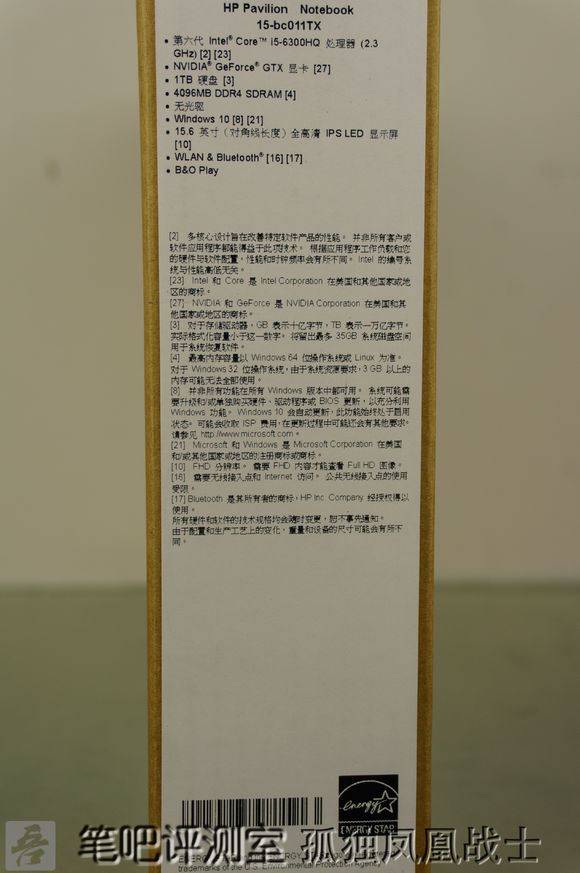 HP Pavilion Notebook
15-bc011TX
• 第六代 Intel® Core™ i5-6300HQ 处理器 (2.3
GHz) [2] [23]
• NVIDIA® GeForce® GTX 显卡 [27]
• 1TB 硬盘 [3]
• 4096MB DDR4 SDRAM [4]
• 无光驱
• Windows 10 [8] [21]
• 15.6 英寸（对角线长度）全高清 IPS LED 显示屏
[10]
• WLAN & Bluetooth® [16] [17]
• B&O Play
[2] 多核心设计旨在改善特定软件产品的性能。 并非所有客户或
软件应用程序都能得益于此项技术。 根据应用程序工作负载和您
的硬件与软件配置，性能和时钟频率会有所不同。 Intel 的编号系
统与性能高低无关。
[23] Intel 和 Core 是 Intel Corporation 在美国和其他国家或地
区的商标。
[27] NVIDIA 和 GeForce 是 NVIDIA Corporation 在美国和其
他国家或地区的商标。
[3] 对于存储驱动器，GB 表示十亿字节，TB 表示一万亿字节。
实际格式化容量小于这一数字。 将留出最多 35GB 系统磁盘空间
用于系统恢复软件。
[4] 最高内存容量以 Windows 64 位操作系统或 Linux 为准。
对于 Windows 32 位操作系统，由于系统资源要求，3 GB 以上的
内存可能无法全部使用。
[8] 并非所有功能在所有 Windows 版本中都可用。 系统可能需
要升级和/或单独购买硬件、驱动程序或 BIOS 更新，以充分利用
Windows 功能。 Windows 10 会自动更新，此功能始终处于启用
状态。 可能会收取 ISP 费用，在更新过程中可能还会有其他要求。
请参见 http://www.microsoft.com。
[21] Microsoft 和 Windows 是 Microsoft Corporation 在美国
和/或其他国家或地区的注册商标或商标。
[10] FHD 分辨率。 需要 FHD 内容才能查看 Full HD 图像。
[16] 需要无线接入点和 Internet 访问。 公共无线接入点的使用
受限。
[17] Bluetooth 是其所有者的商标，HP Inc. Company 经授权得以
使用。
所有硬件和软件的技术规格均会随时变更，恕不事先通知。
由于配置和生产工艺上的变化，重量和设备的尺寸可能会有所不
同。
energy
ENERGY STAR
吾 笔吧评测室 孤独凤凰战士
trademarks of the U.S. Environmental Protection Agency